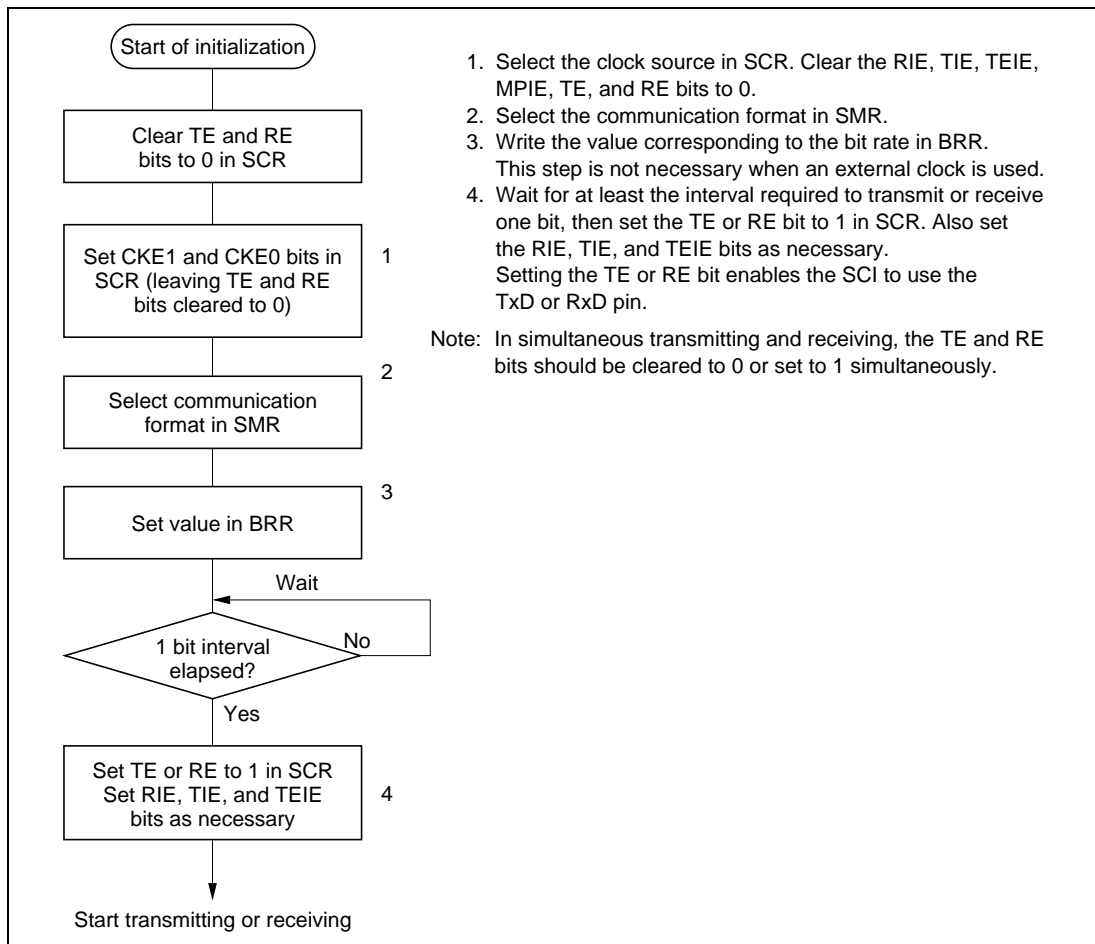 Start of initialization
Clear TE and RE
bits to 0 in SCR
Set CKE1 and CKE0 bits in
SCR (leaving TE and RE
bits cleared to 0)
1
2
Select communication
format in SMR
3
Set value in BRR
Wait
1 bit interval
elapsed?
No
Yes
Set TE or RE to 1 in SCR
Set RIE, TIE, and TEIE
bits as necessary
4
Start transmitting or receiving
1. Select the clock source in SCR. Clear the RIE, TIE, TEIE,
MPIE, TE, and RE bits to 0.
2. Select the communication format in SMR.
3. Write the value corresponding to the bit rate in BRR.
This step is not necessary when an external clock is used.
4. Wait for at least the interval required to transmit or receive
one bit, then set the TE or RE bit to 1 in SCR. Also set
the RIE, TIE, and TEIE bits as necessary.
Setting the TE or RE bit enables the SCI to use the
TxD or RxD pin.
Note: In simultaneous transmitting and receiving, the TE and RE
bits should be cleared to 0 or set to 1 simultaneously.